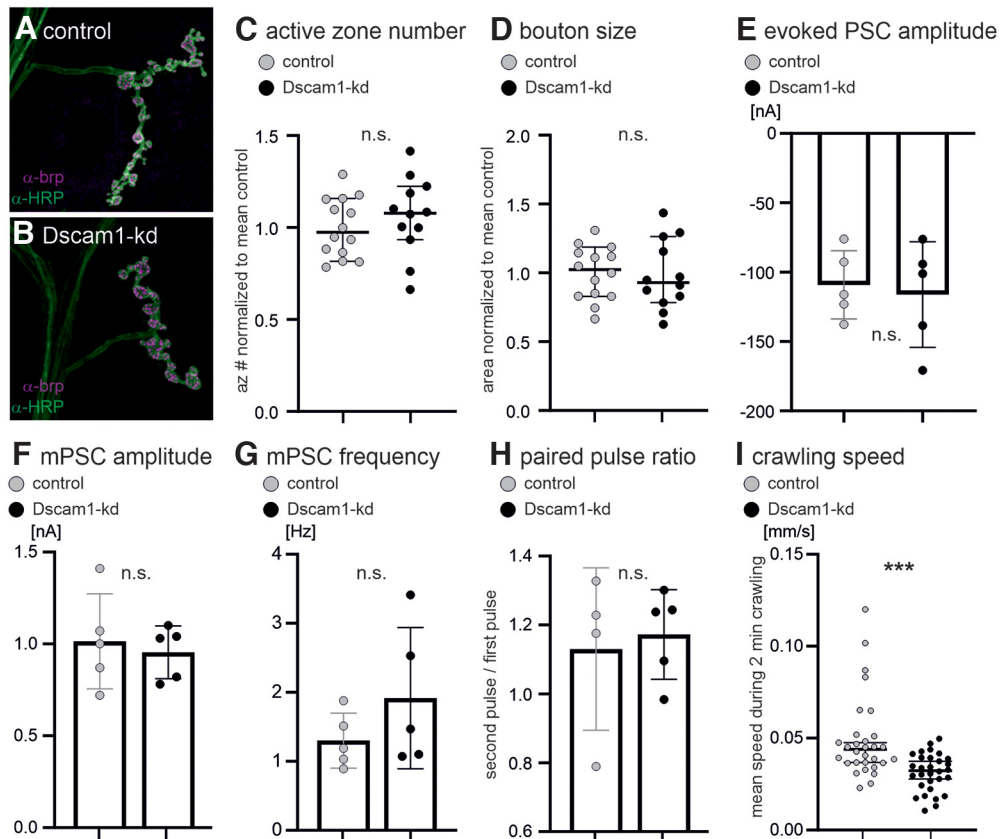 A control
α-brp
α-HRP
B Dscam1-kd
α-brp
α-HRP
C active zone number
control
Dscam1-kd
n.s.
az # normalized to mean control
1.5
1.0
0.5
0.0
D bouton size
control
Dscam1-kd
n.s.
area normalized to mean control
2.0
1.5
1.0
0.5
0.0
E evoked PSC amplitude
control
Dscam1-kd
[nA]
0
-50
-100
-150
-200
n.s.
F mPSC amplitude
control
Dscam1-kd
[nA]
n.s.
1.5
1.0
0.5
0.0
G mPSC frequency
control
Dscam1-kd
[Hz]
n.s.
4
3
2
1
0
H paired pulse ratio
control
Dscam1-kd
n.s.
second pulse / first pulse
1.4
1.2
1.0
0.8
0.6
I crawling speed
control
Dscam1-kd
[mm/s]
***
mean speed during 2 min crawling
0.15
0.10
0.05
0.00